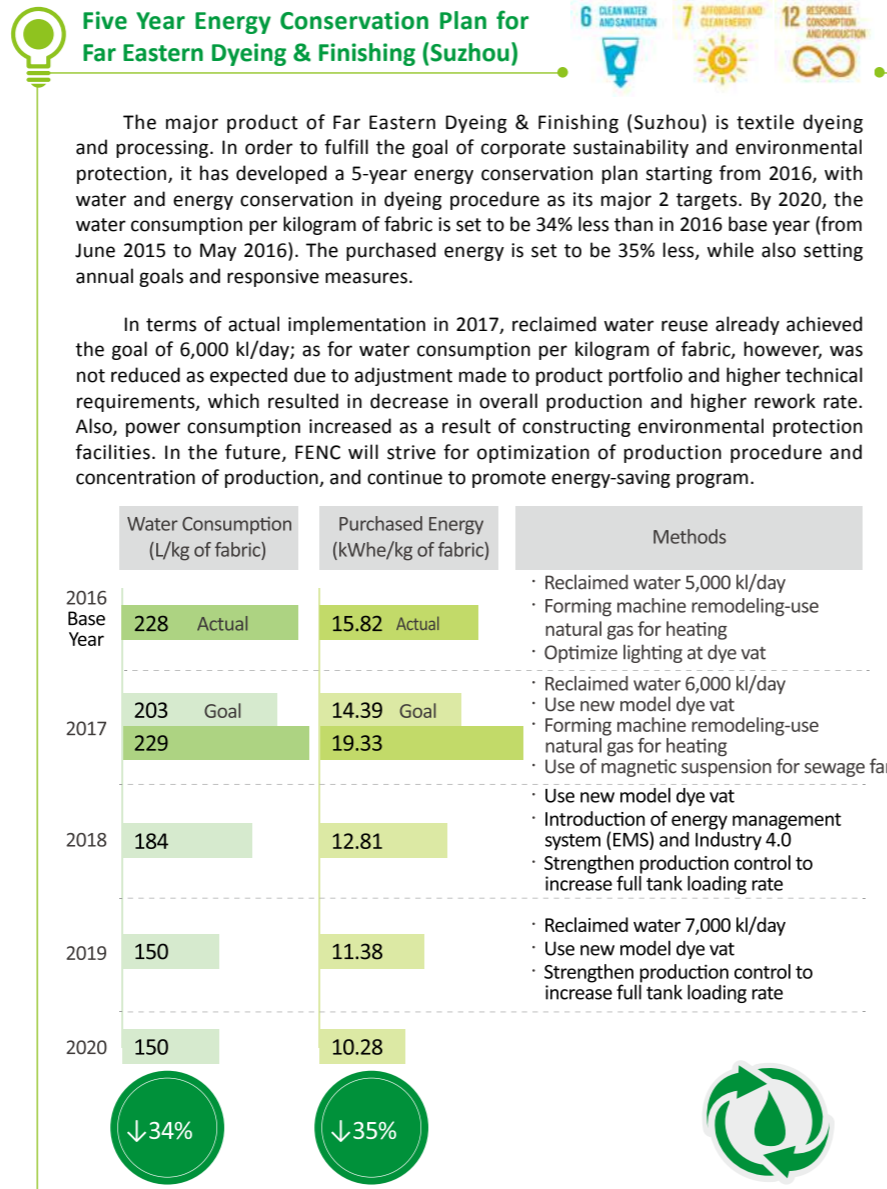 Five Year Energy Conservation Plan for
Far Eastern Dyeing & Finishing (Suzhou)
6 CLEAN WATER
AND SANITATION
7 AFFORDABLE AND
CLEAN ENERGY
12 RESPONSIBLE
CONSUMPTION
AND PRODUCTION
The major product of Far Eastern Dyeing & Finishing (Suzhou) is textile dyeing
and processing. In order to fulfill the goal of corporate sustainability and environmental
protection, it has developed a 5-year energy conservation plan starting from 2016, with
water and energy conservation in dyeing procedure as its major 2 targets. By 2020, the
water consumption per kilogram of fabric is set to be 34% less than in 2016 base year (from
June 2015 to May 2016). The purchased energy is set to be 35% less, while also setting
annual goals and responsive measures.
In terms of actual implementation in 2017, reclaimed water reuse already achieved
the goal of 6,000 kl/day; as for water consumption per kilogram of fabric, however, was
not reduced as expected due to adjustment made to product portfolio and higher technical
requirements, which resulted in decrease in overall production and higher rework rate.
Also, power consumption increased as a result of constructing environmental protection
facilities. In the future, FENC will strive for optimization of production procedure and
concentration of production, and continue to promote energy-saving program.
Water Consumption
(L/kg of fabric)
Purchased Energy
(kWhe/kg of fabric)
Methods
2016
Base
Year
228 Actual
15.82 Actual
· Reclaimed water 5,000 kl/day
· Forming machine remodeling-use
natural gas for heating
· Optimize lighting at dye vat
2017
203 Goal
229
14.39 Goal
19.33
· Reclaimed water 6,000 kl/day
· Use new model dye vat
· Forming machine remodeling-use
natural gas for heating
· Use of magnetic suspension for sewage fa
2018
184
12.81
· Use new model dye vat
· Introduction of energy management
system (EMS) and Industry 4.0
· Strengthen production control to
increase full tank loading rate
2019
150
11.38
· Reclaimed water 7,000 kl/day
· Use new model dye vat
· Strengthen production control to
increase full tank loading rate
2020
150
10.28
↓34%
↓35%